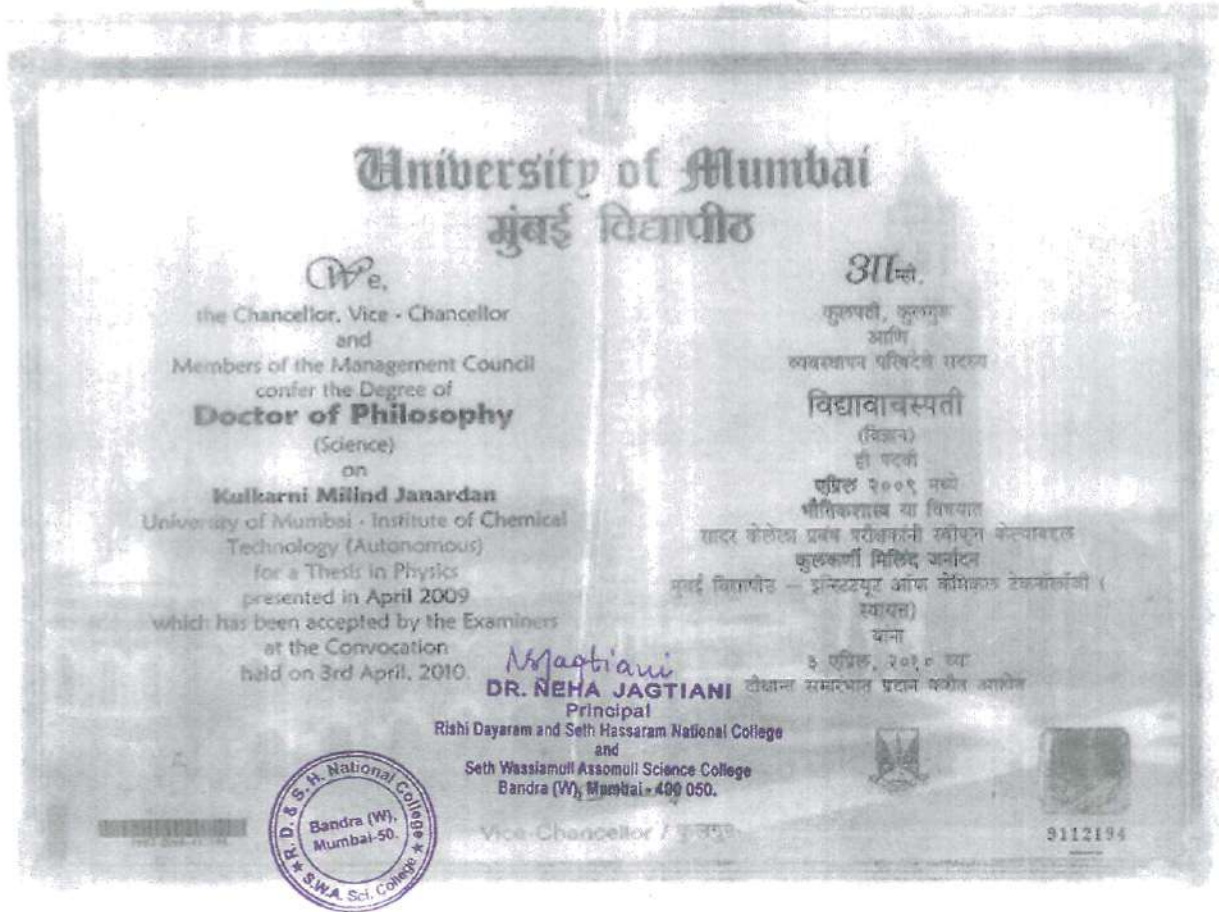 University of Mumbai
मुंबई विद्यापीठ
We,
the Chancellor, Vice - Chancellor
and
Members of the Management Council
confer the Degree of
Doctor of Philosophy
(Science)
on
Kulkarni Milind Janardan
University of Mumbai - Institute of Chemical
Technology (Autonomous)
for a Thesis in Physics
presented in April 2009
which has been accepted by the Examiners
at the Convocation
held on 3rd April, 2010.
आम्ही,
कुलपती, कुलगुरू
आणि
व्यवस्थापन परिषदेचे सदस्य
विद्यावाचस्पती
(विज्ञान)
ही पदवी
एप्रिल २००९ मध्ये
भौतिकशास्त्र या विषयात
सादर केलेला प्रबंध परीक्षकांनी स्वीकृत केल्याबद्दल
कुलकर्णी मिलिंद जर्नादन
मुंबई विद्यापीठ – इन्स्टिटयूट ऑफ केमिकल टेक्नॉलॉजी (
स्वायत्त)
यांना
३ एप्रिल, २०१० च्या
दीक्षान्त समारंभात प्रदान करीत आहोत
NSJagtiani
DR. NEHA JAGTIANI
Principal
Rishi Dayaram and Seth Hassaram National College
and
Seth Wassiamull Assomull Science College
Bandra (W), Mumbai - 400 050.
R. D. & S. H. National College
S.W.A. Sci. College
Bandra (W),
Mumbai-50.
Vice-Chancellor / कुलगुरू
9112194